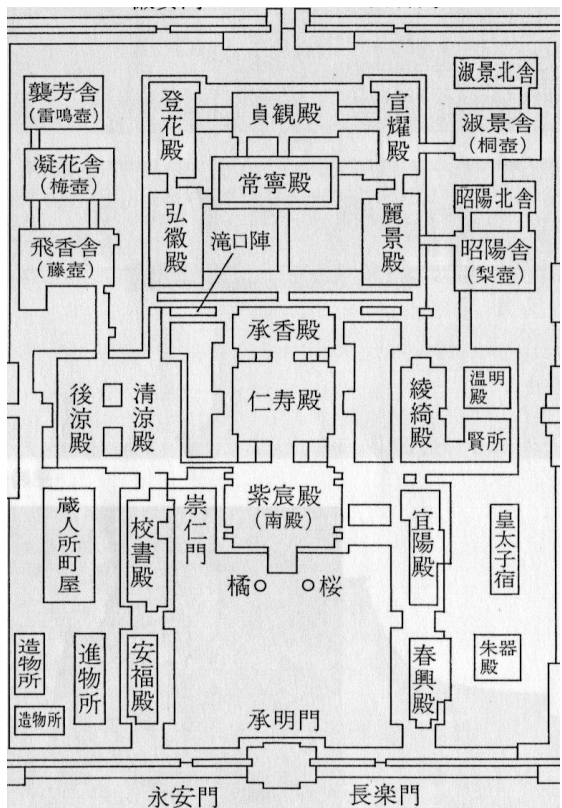 襲芳舎
(雷鳴壺)
凝花舎
(梅壺)
飛香舎
(藤壺)
登花殿
弘徽殿
貞観殿
常寧殿
宣耀殿
麗景殿
淑景北舎
淑景舎
(桐壺)
昭陽北舎
昭陽舎
(梨壺)
滝口陣
承香殿
仁寿殿
紫宸殿
(南殿)
後涼殿
清涼殿
綾綺殿
温明殿
賢所
蔵人所町屋
校書殿
崇仁門
宜陽殿
皇太子宿
橘
桜
造物所
造物所
進物所
安福殿
春興殿
朱器殿
承明門
永安門
長楽門